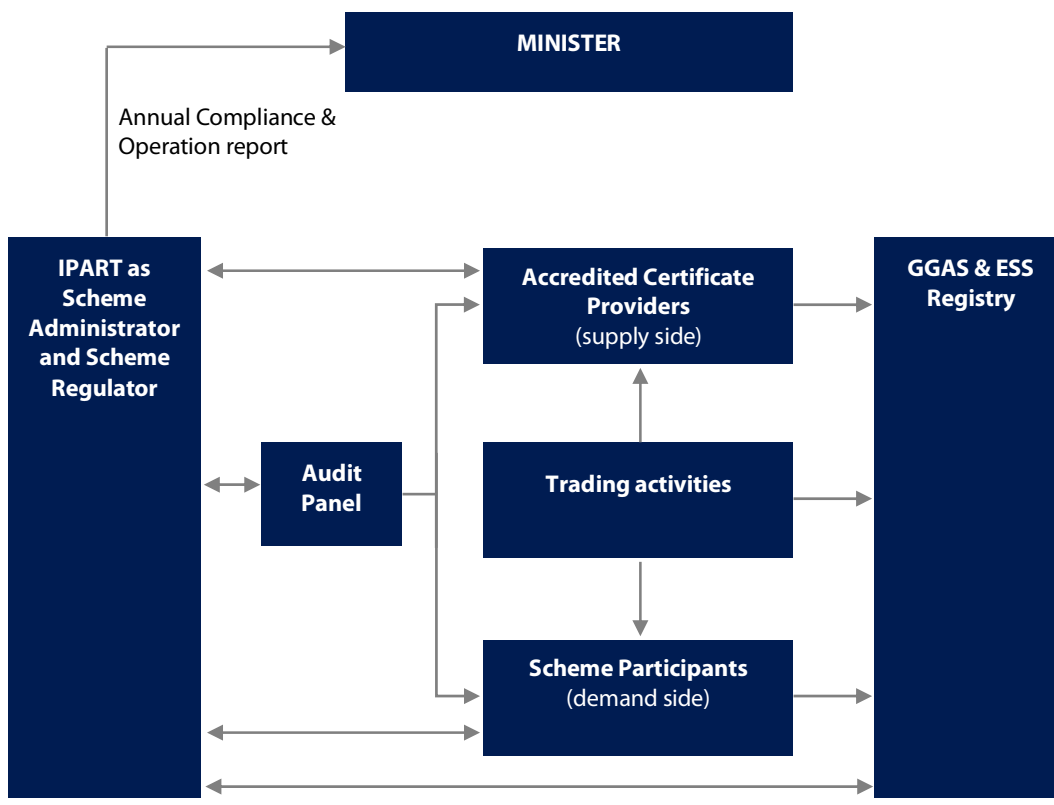 MINISTER
Annual Compliance &
Operation report
IPART as
Scheme
Administrator
and Scheme
Regulator
Accredited Certificate
Providers
(supply side)
GGAS & ESS
Registry
Audit
Panel
Trading activities
Scheme Participants
(demand side)